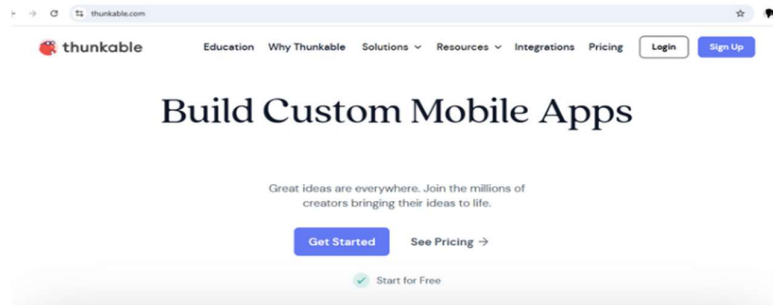 thunkable.com
thunkable Education Why Thunkable Solutions Resources Integrations Pricing Login Sign Up
Build Custom Mobile Apps
Great ideas are everywhere. Join the millions of
creators bringing their ideas to life.
Get Started See Pricing →
Start for Free